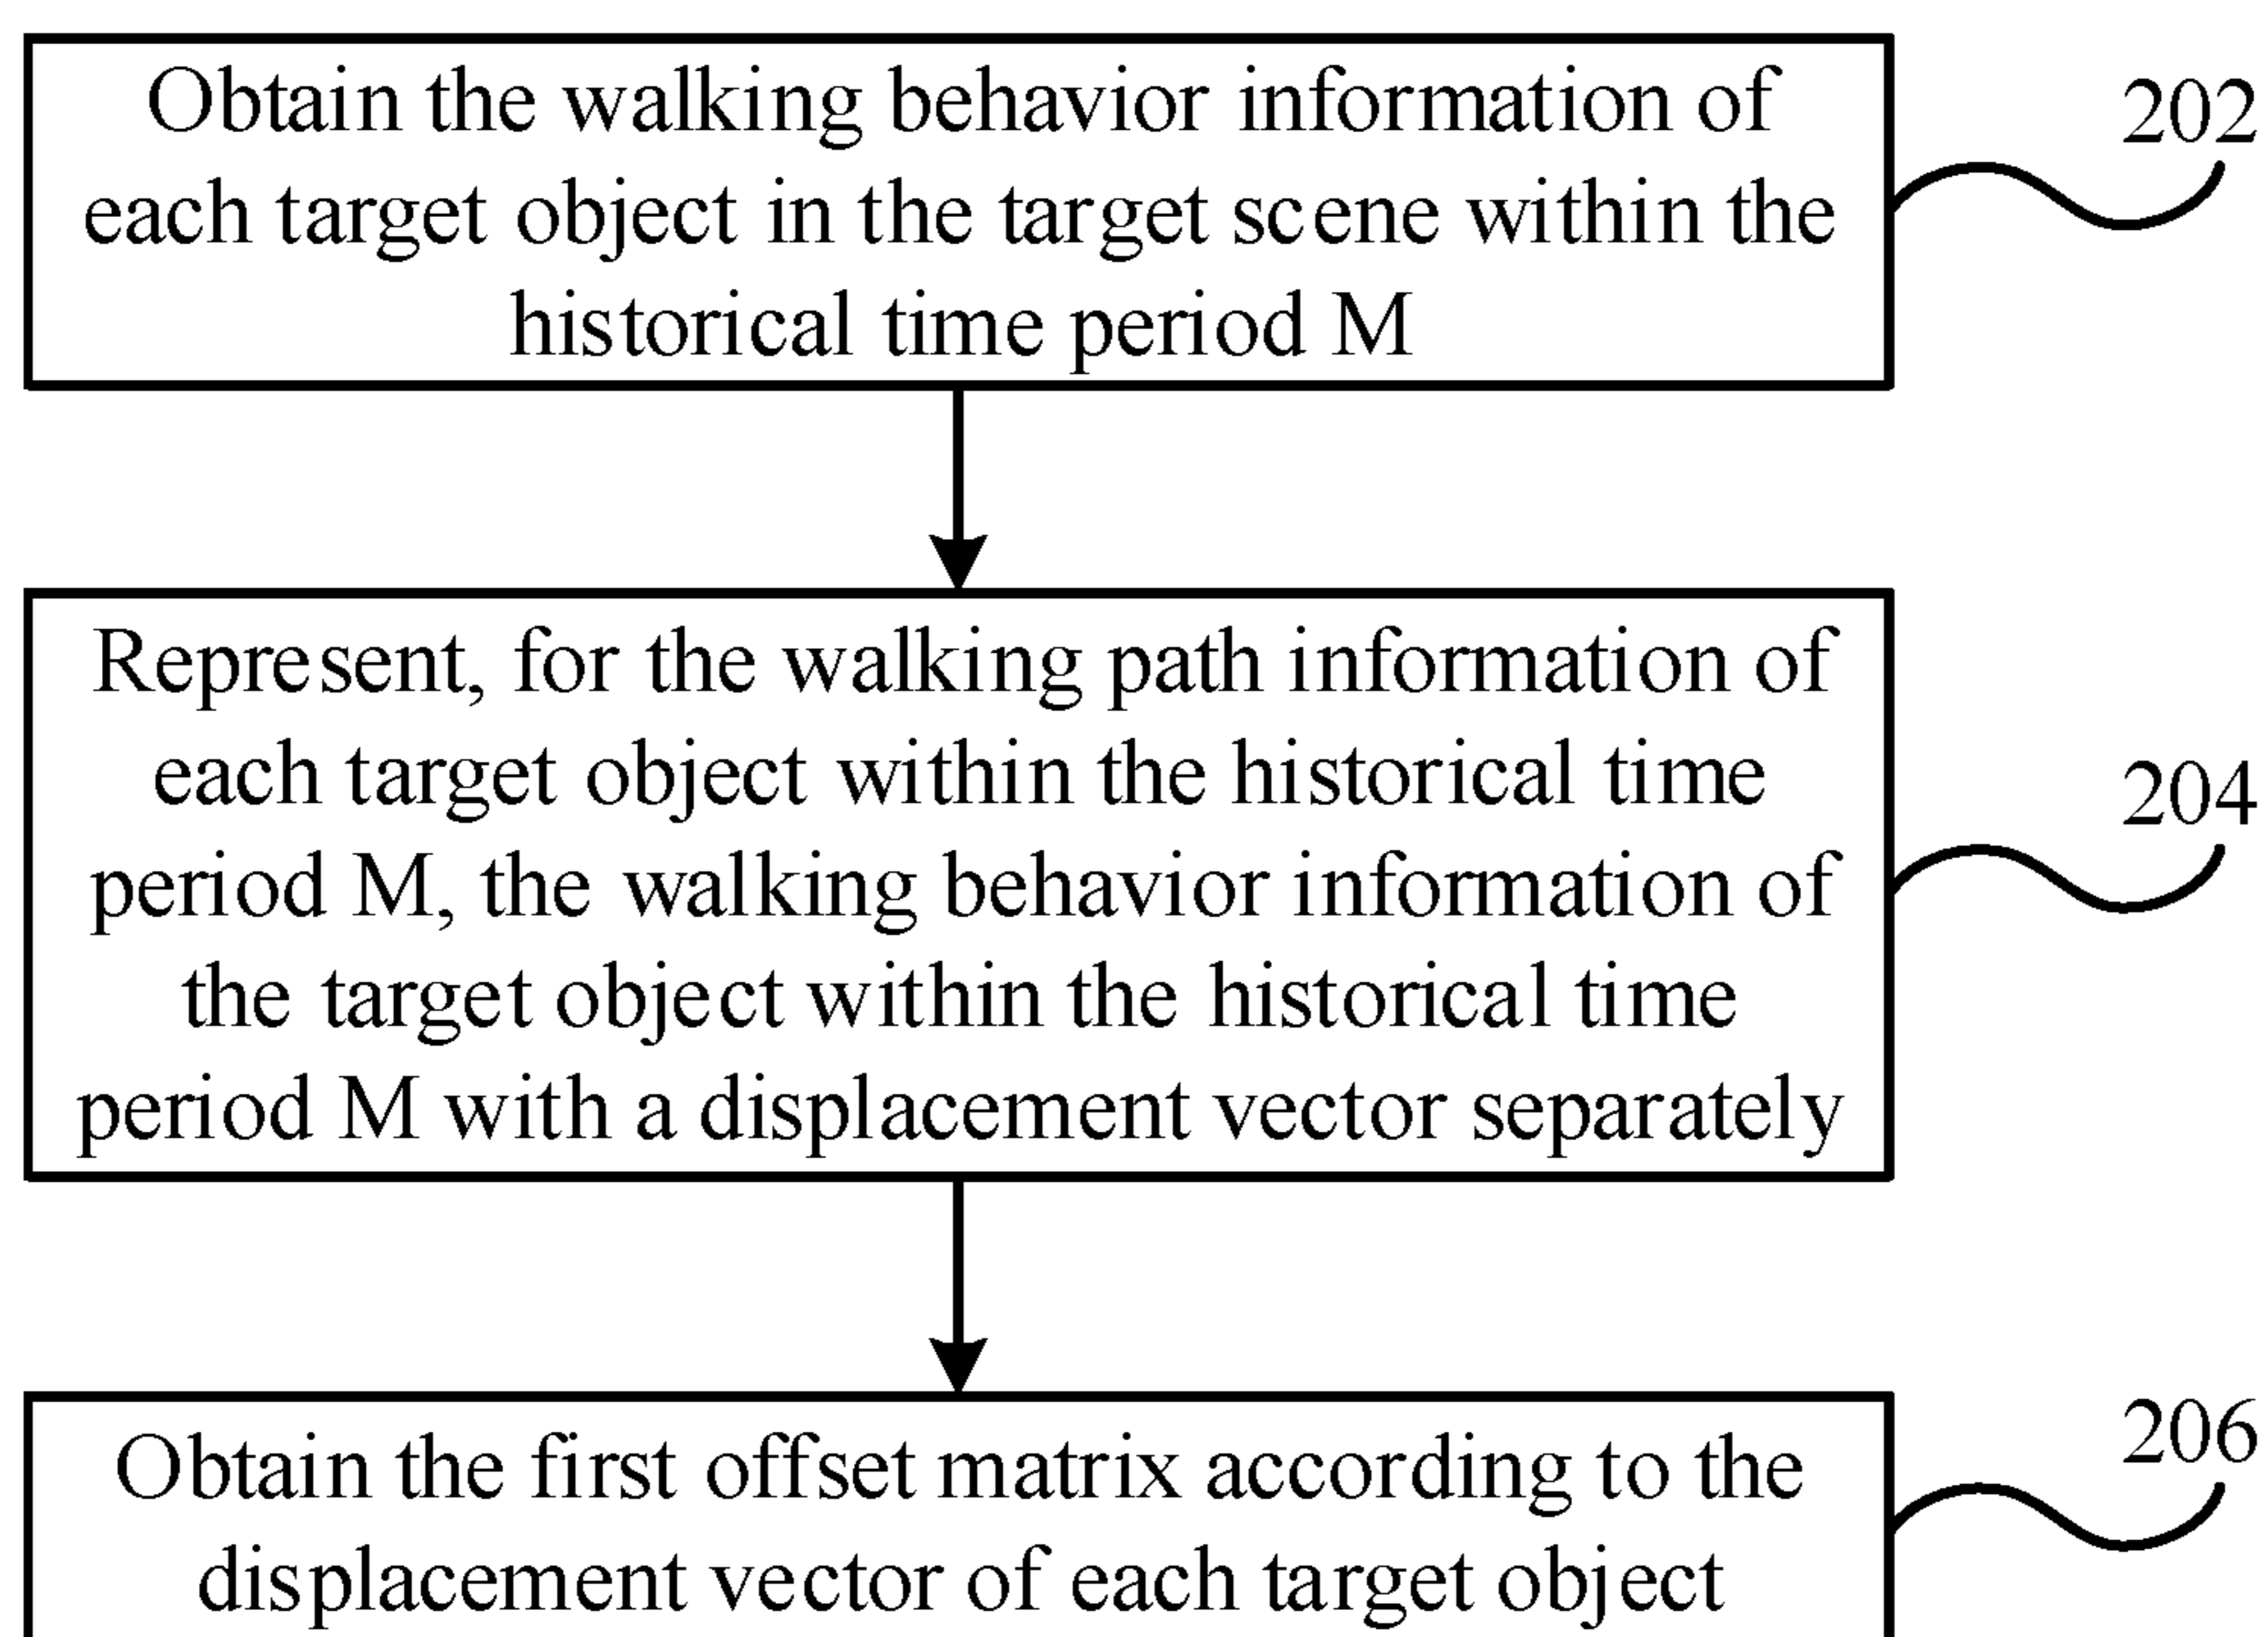 Obtain the walking behavior information of
each target object in the target scene within the
historical time period M
202
Represent, for the walking path information of
each target object within the historical time
period M, the walking behavior information of
the target object within the historical time
period M with a displacement vector separately
204
Obtain the first offset matrix according to the
displacement vector of each target object
206